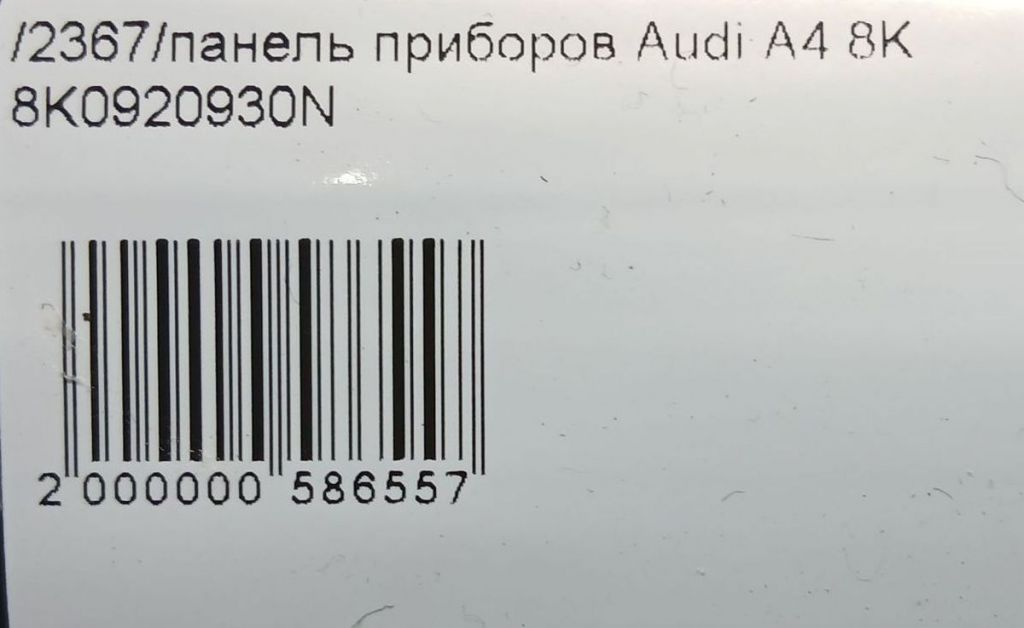 /2367/панель приборов Audi A4 8K
8K0920930N
2 000000 586557